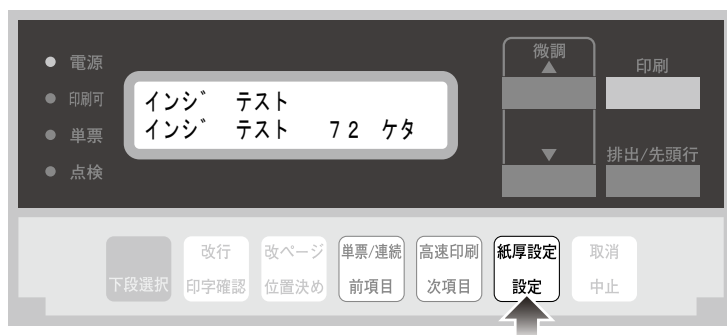 電源
印刷可
単票
点検
インジ゛ テスト
インジ゛ テスト 72 ケタ
微調
▲
▼
印刷
排出/先頭行
下段選択
改行
印字確認
改ページ
位置決め
単票/連続
前項目
高速印刷
次項目
紙厚設定
設定
取消
中止